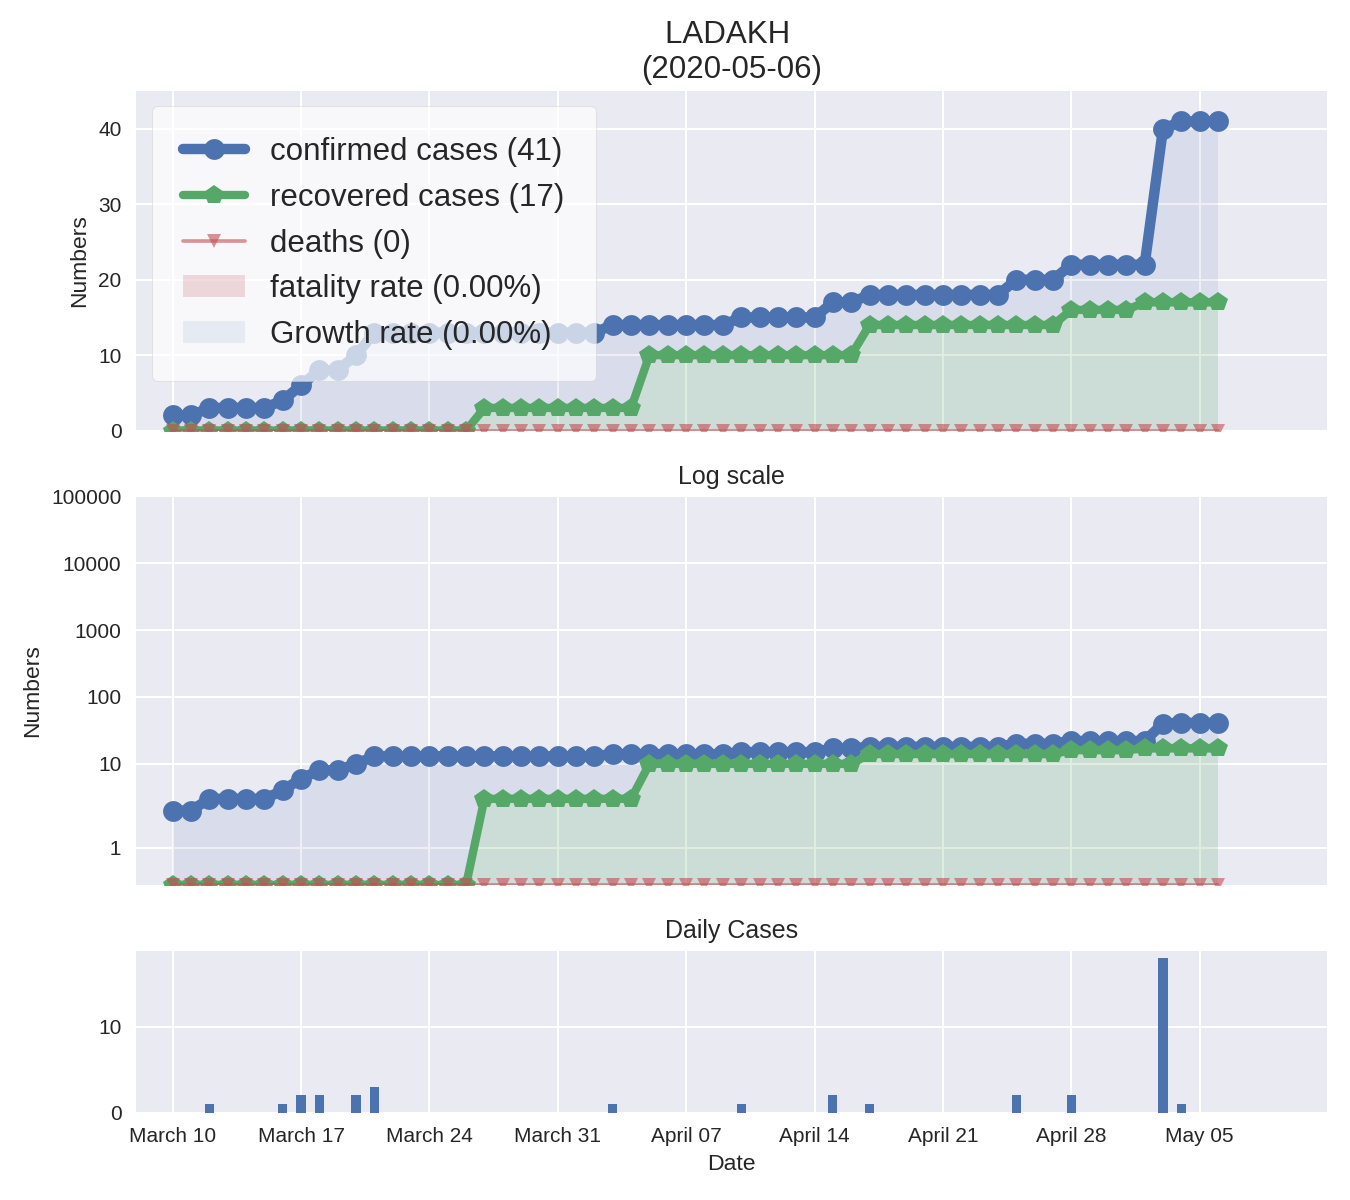 LADAKH
(2020-05-06)
40
30
20
10
0
Numbers
confirmed cases (41)
recovered cases (17)
deaths (0)
fatality rate (0.00%)
Growth rate (0.00%)
Log scale
100000
10000
1000
100
10
1
Numbers
Daily Cases
10
0
March 10 March 17 March 24 March 31 April 07 April 14 April 21 April 28 May 05
Date